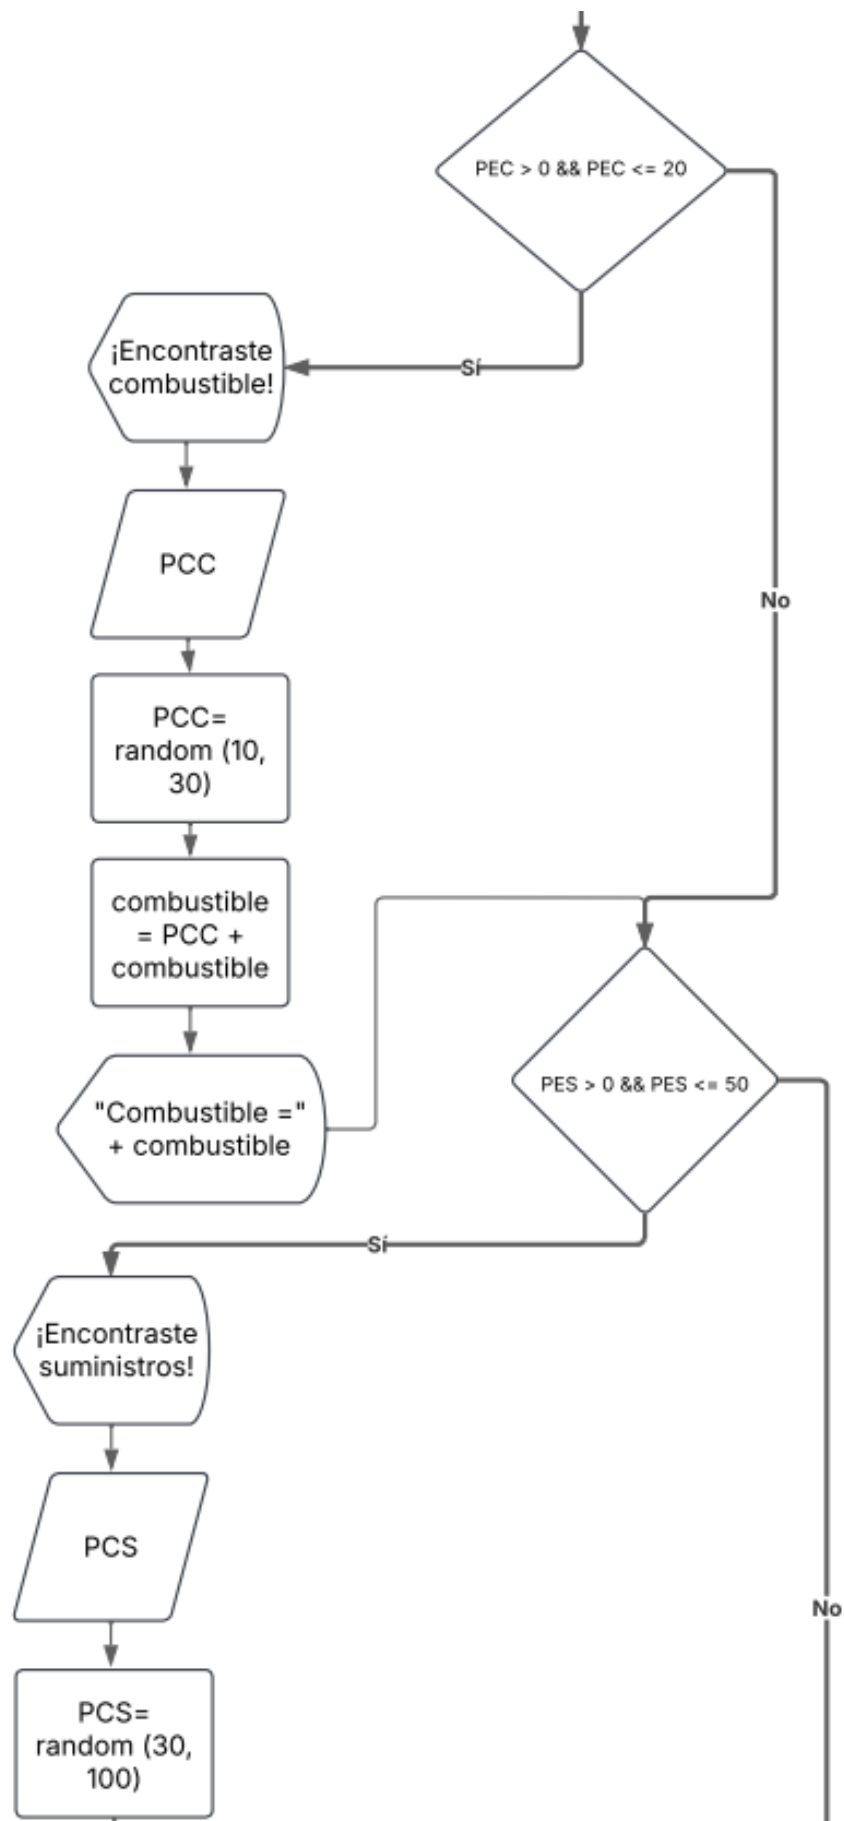 PEC > 0 && PEC <= 20
Sí
¡Encontraste
combustible!
PCC
No
PCC=
random (10,
30)
combustible
= PCC +
combustible
"Combustible ="
+ combustible
PES > 0 && PES <= 50
Sí
¡Encontraste
suministros!
PCS
No
PCS=
random (30,
100)